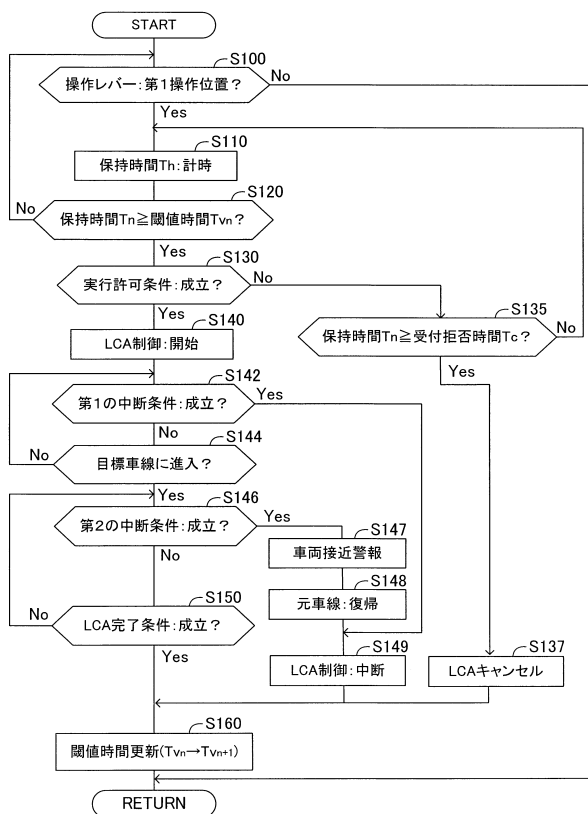 START
S100
操作レバー:第1操作位置?
No
Yes
S110
保持時間Th:計時
S120
No
保持時間Tn≧閾値時間Tvn?
Yes
S130
実行許可条件:成立?
No
Yes
S140
LCA制御:開始
S135
保持時間Tn≧受付拒否時間Tc?
No
Yes
S142
第1の中断条件:成立?
Yes
No
S144
No
目標車線に進入?
Yes
S146
第2の中断条件:成立?
Yes
No
S147
車両接近警報
S148
元車線:復帰
S150
No
LCA完了条件:成立?
Yes
S149
LCA制御:中断
S137
LCAキャンセル
S160
閾値時間更新(Tvn→Tvn+1)
RETURN